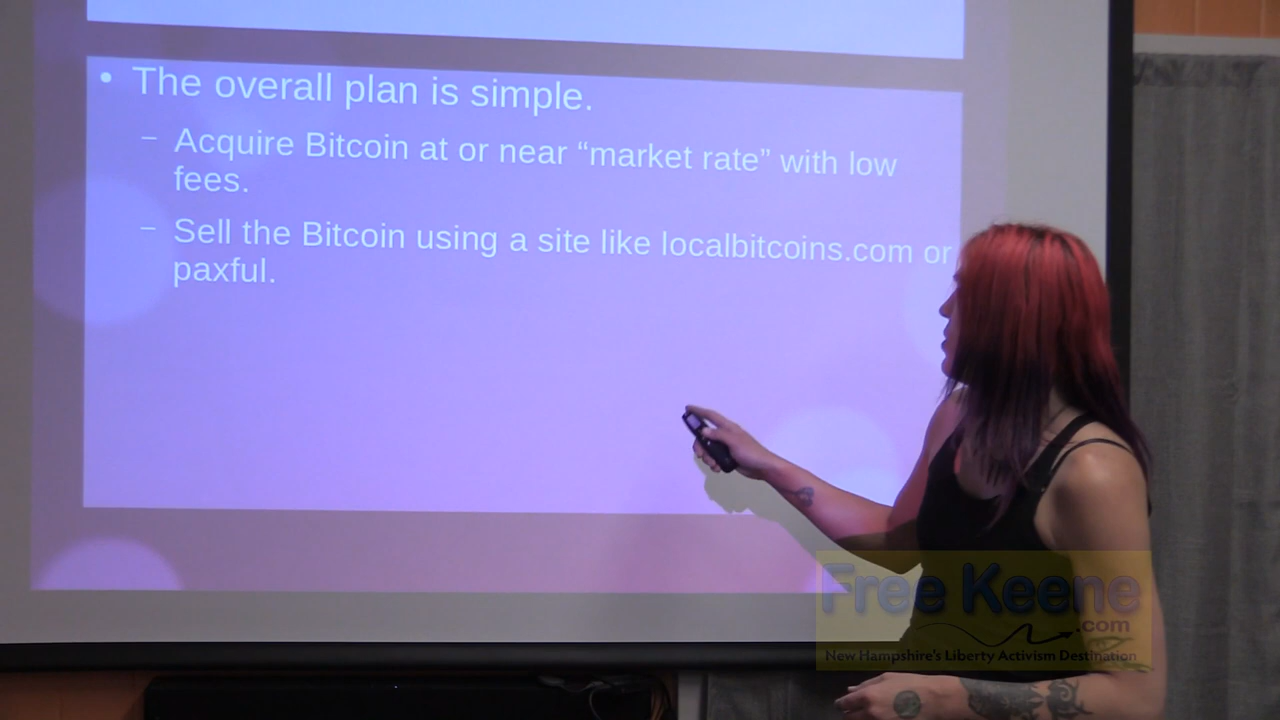 • The overall plan is simple.
– Acquire Bitcoin at or near “market rate” with low
fees.
– Sell the Bitcoin using a site like localbitcoins.com or
paxful.
Free Keene
.com
New Hampshire's Liberty Activism Destination